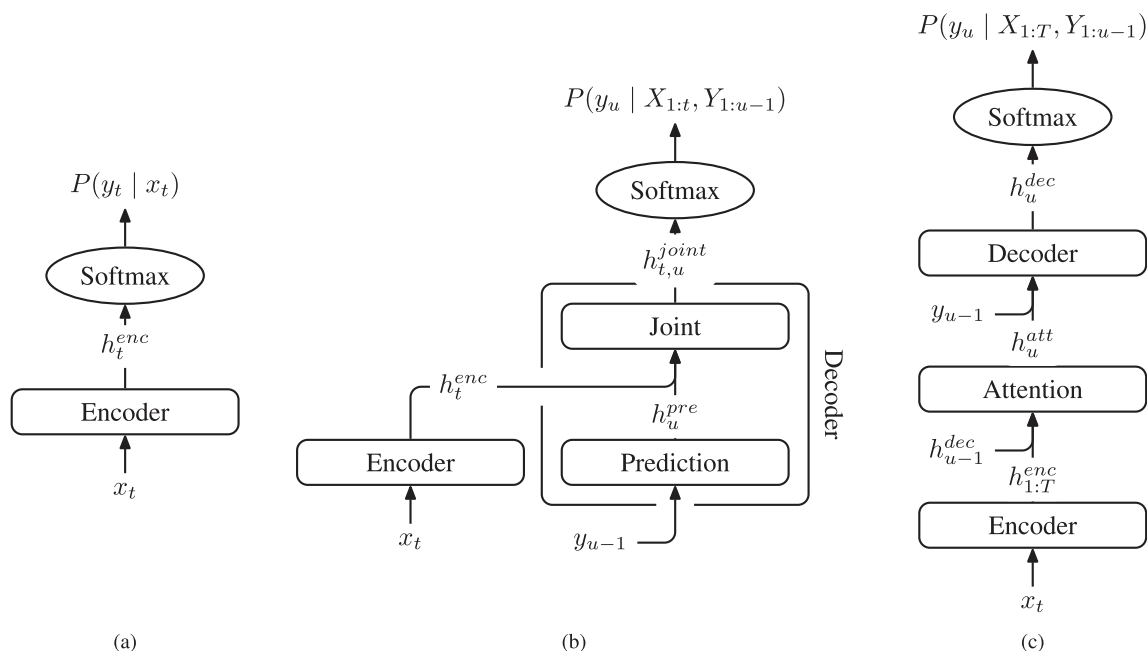 P(y_t | x_t)
Softmax
h_t^{enc}
Encoder
x_t
(a)
P(y_u | X_{1:t}, Y_{1:u-1})
Softmax
h_{t,u}^{joint}
Joint
h_t^{enc}
h_u^{pre}
Encoder
Prediction
Decoder
x_t
y_{u-1}
(b)
P(y_u | X_{1:T}, Y_{1:u-1})
Softmax
h_u^{dec}
Decoder
y_{u-1}
h_u^{att}
Attention
h_{u-1}^{dec}
h_{1:T}^{enc}
Encoder
x_t
(c)